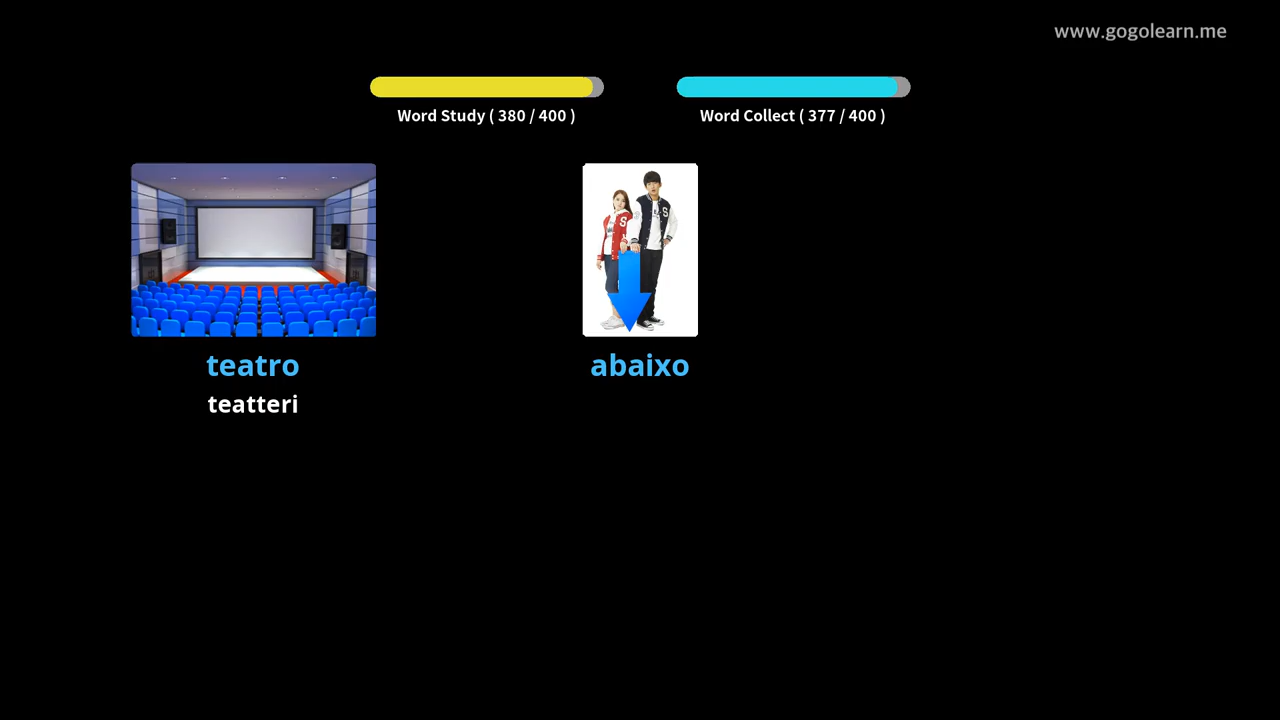 www.gogolearn.me
Word Study ( 380 / 400 )
Word Collect ( 377 / 400 )
S
S
teatro
abaixo
teatteri